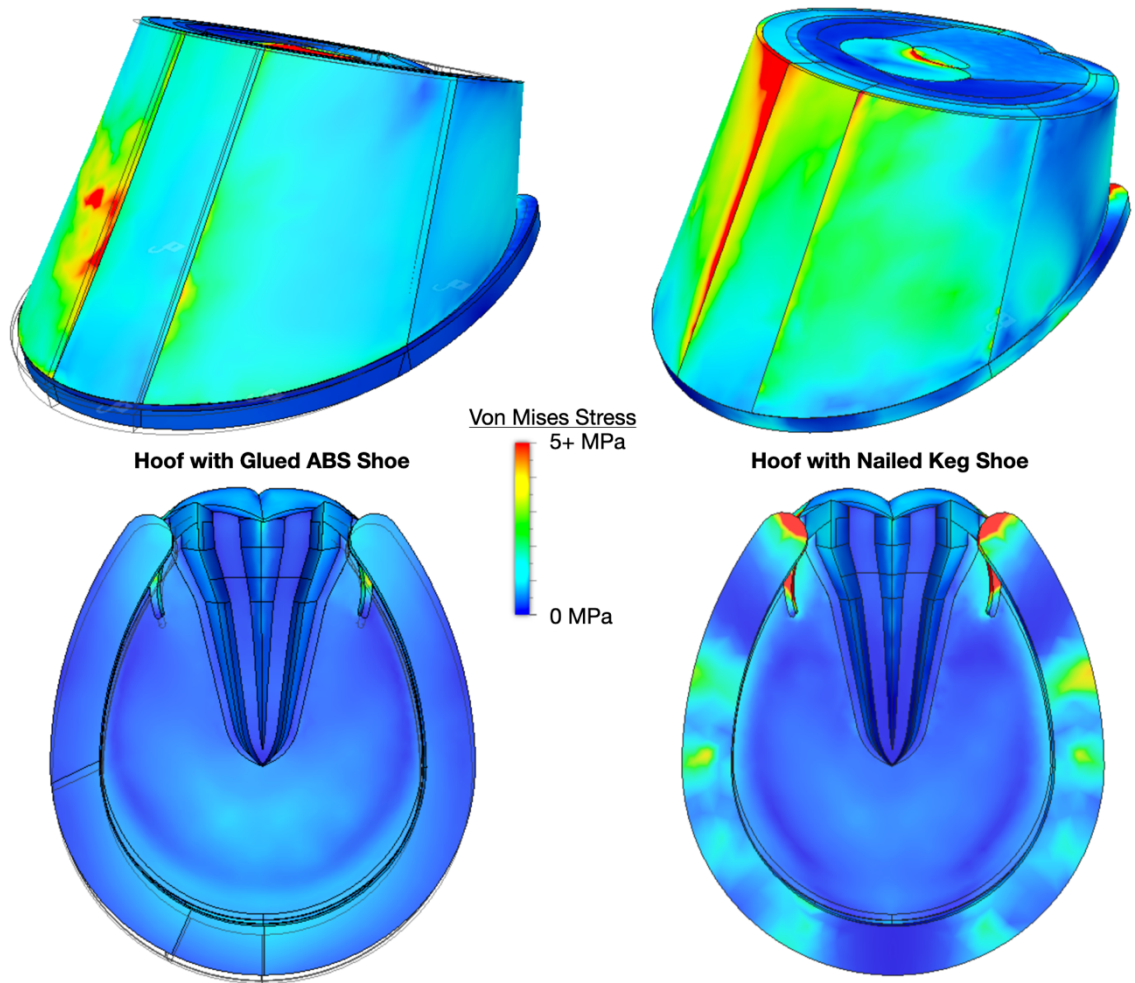 Von Mises Stress
5+ MPa
0 MPa
Hoof with Glued ABS Shoe
Hoof with Nailed Keg Shoe